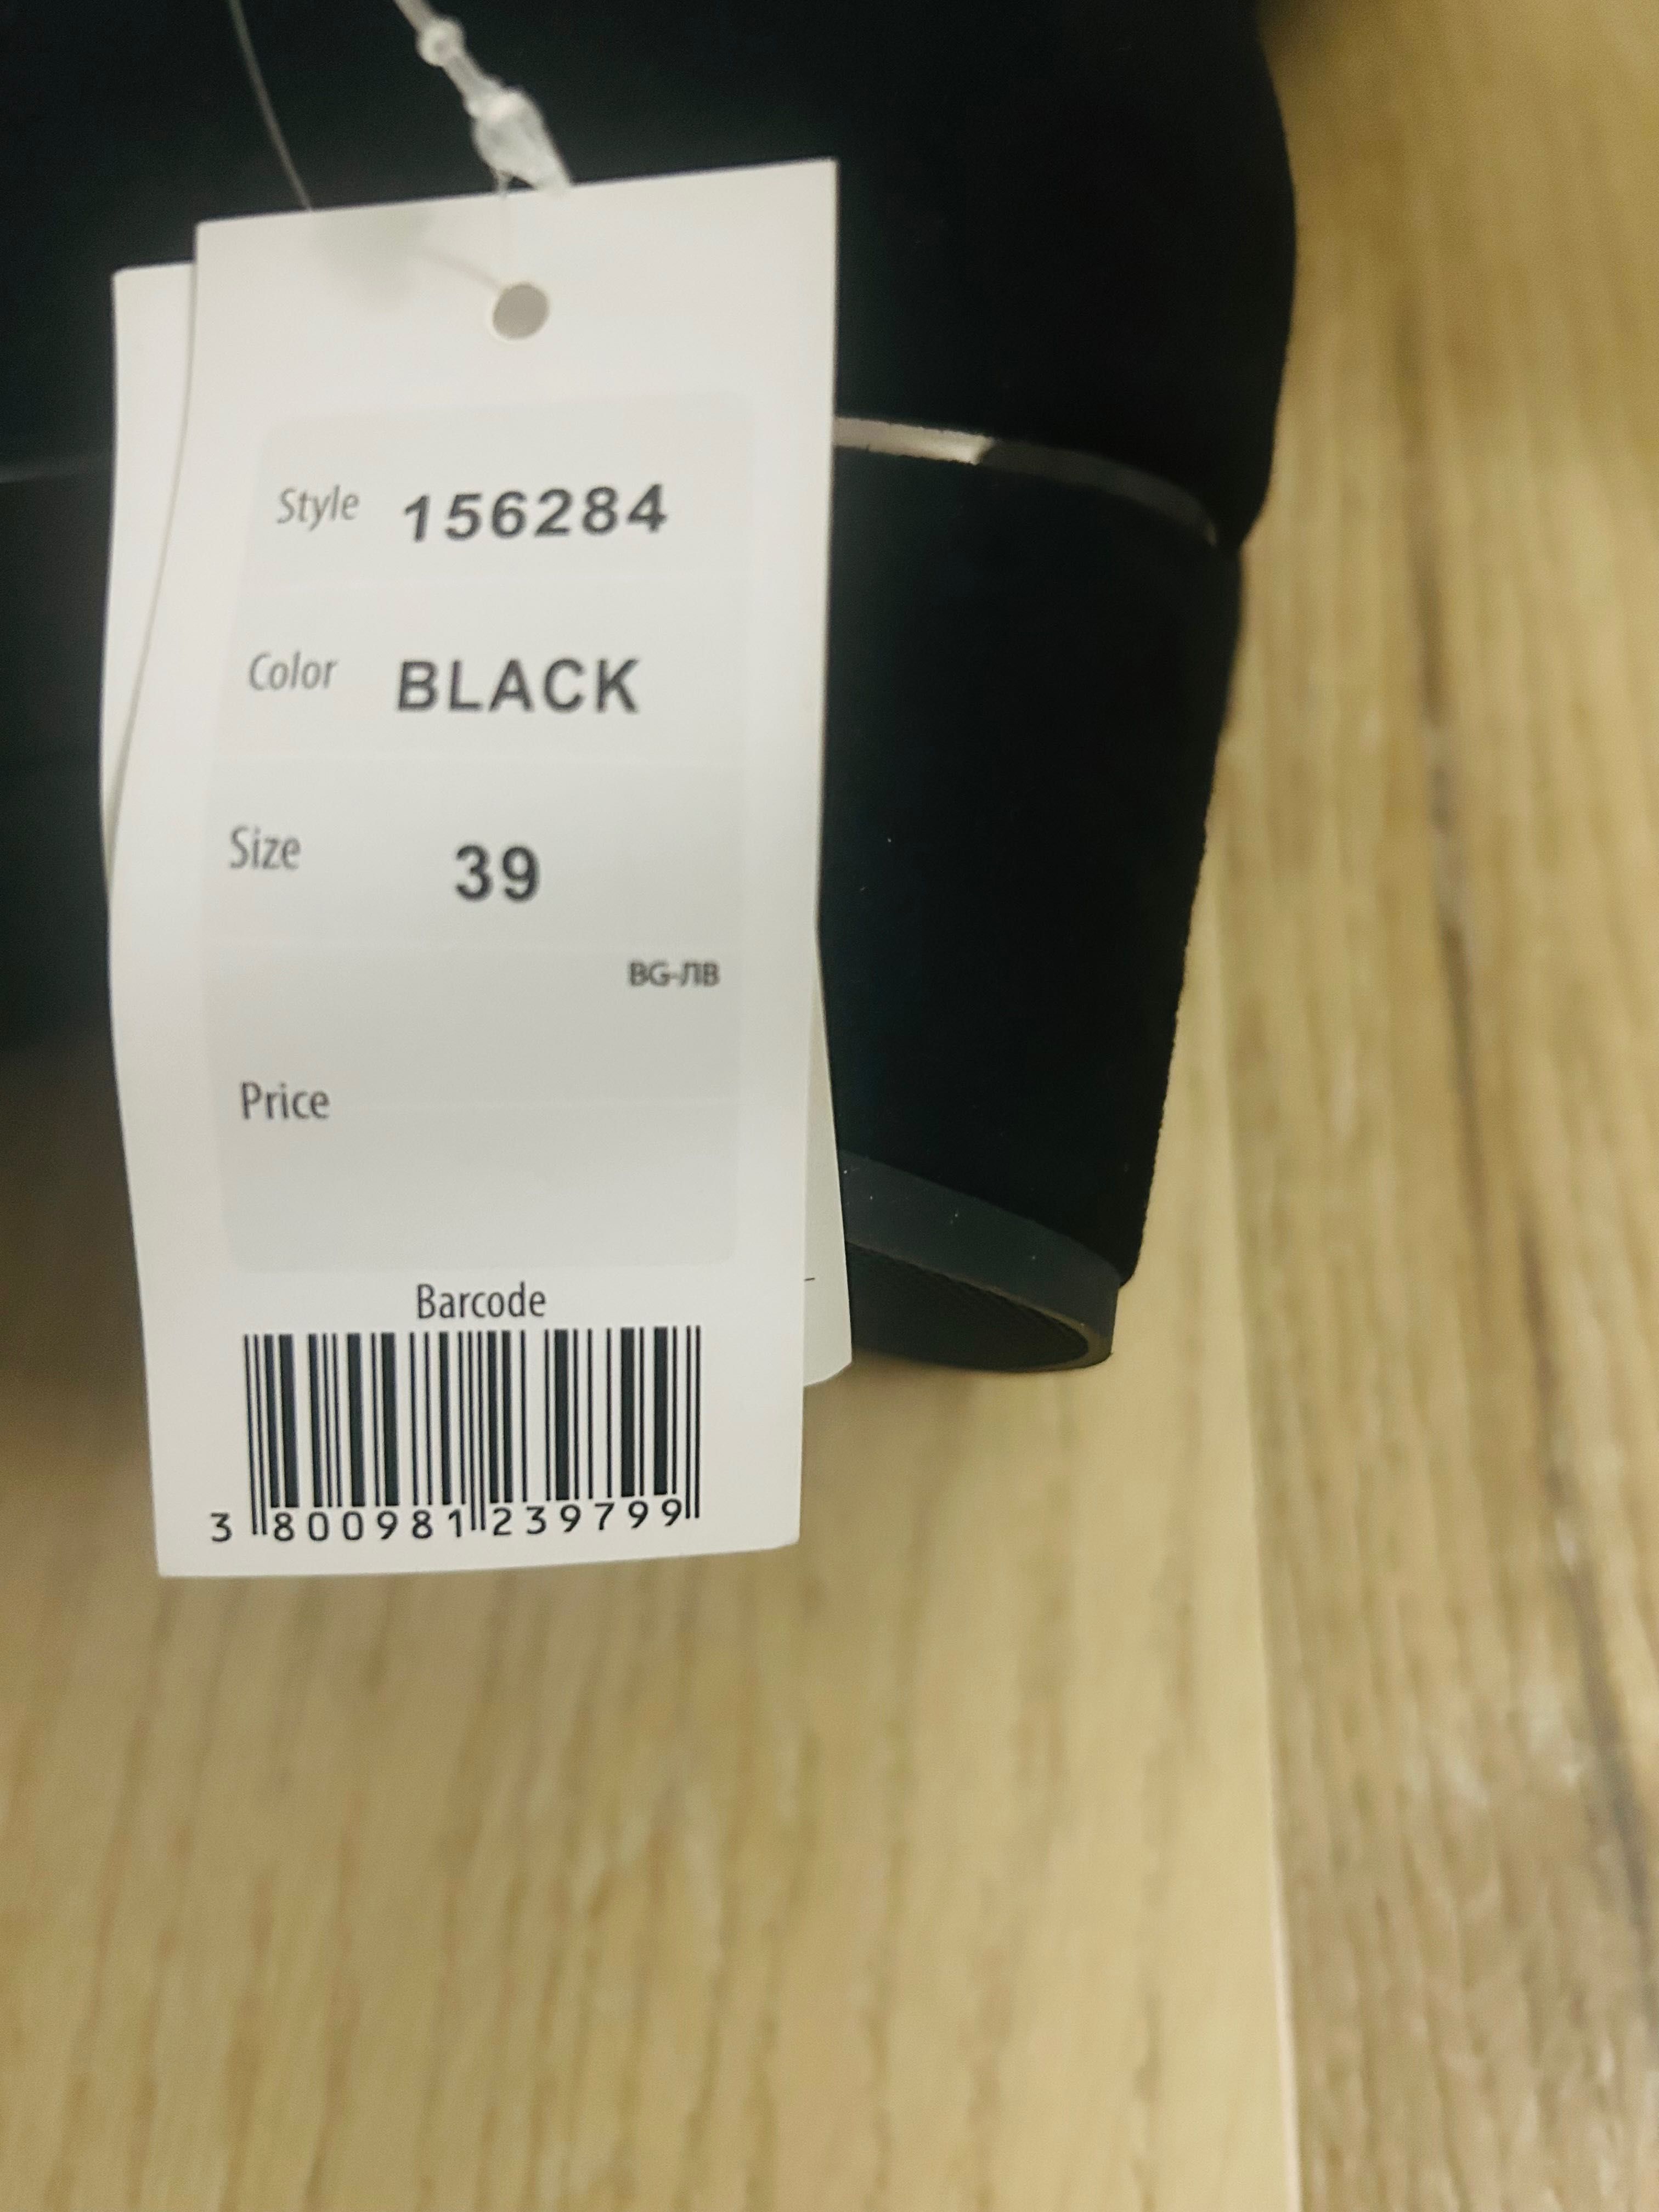 Style 156284
Color BLACK
Size 39
BG-ЛВ
Price
Barcode
3 800981 239799